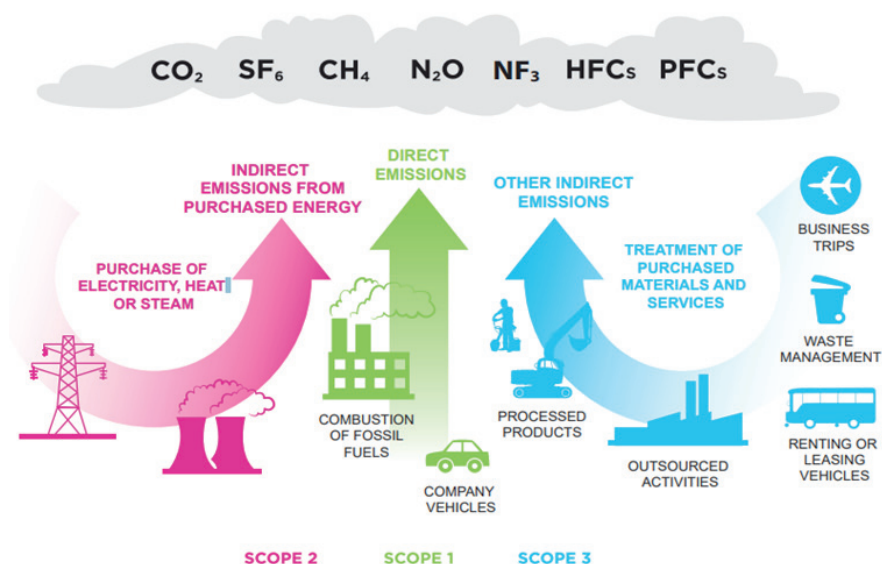 CO₂ SF₆ CH₄ N₂O NF₃ HFCs PFCs
INDIRECT
EMISSIONS FROM
PURCHASED ENERGY
PURCHASE OF
ELECTRICITY, HEAT
OR STEAM
DIRECT
EMISSIONS
COMBUSTION
OF FOSSIL
FUELS
COMPANY
VEHICLES
OTHER INDIRECT
EMISSIONS
TREATMENT OF
PURCHASED
MATERIALS AND
SERVICES
PROCESSED
PRODUCTS
OUTSOURCED
ACTIVITIES
BUSINESS
TRIPS
WASTE
MANAGEMENT
RENTING OR
LEASING
VEHICLES
SCOPE 2 SCOPE 1 SCOPE 3